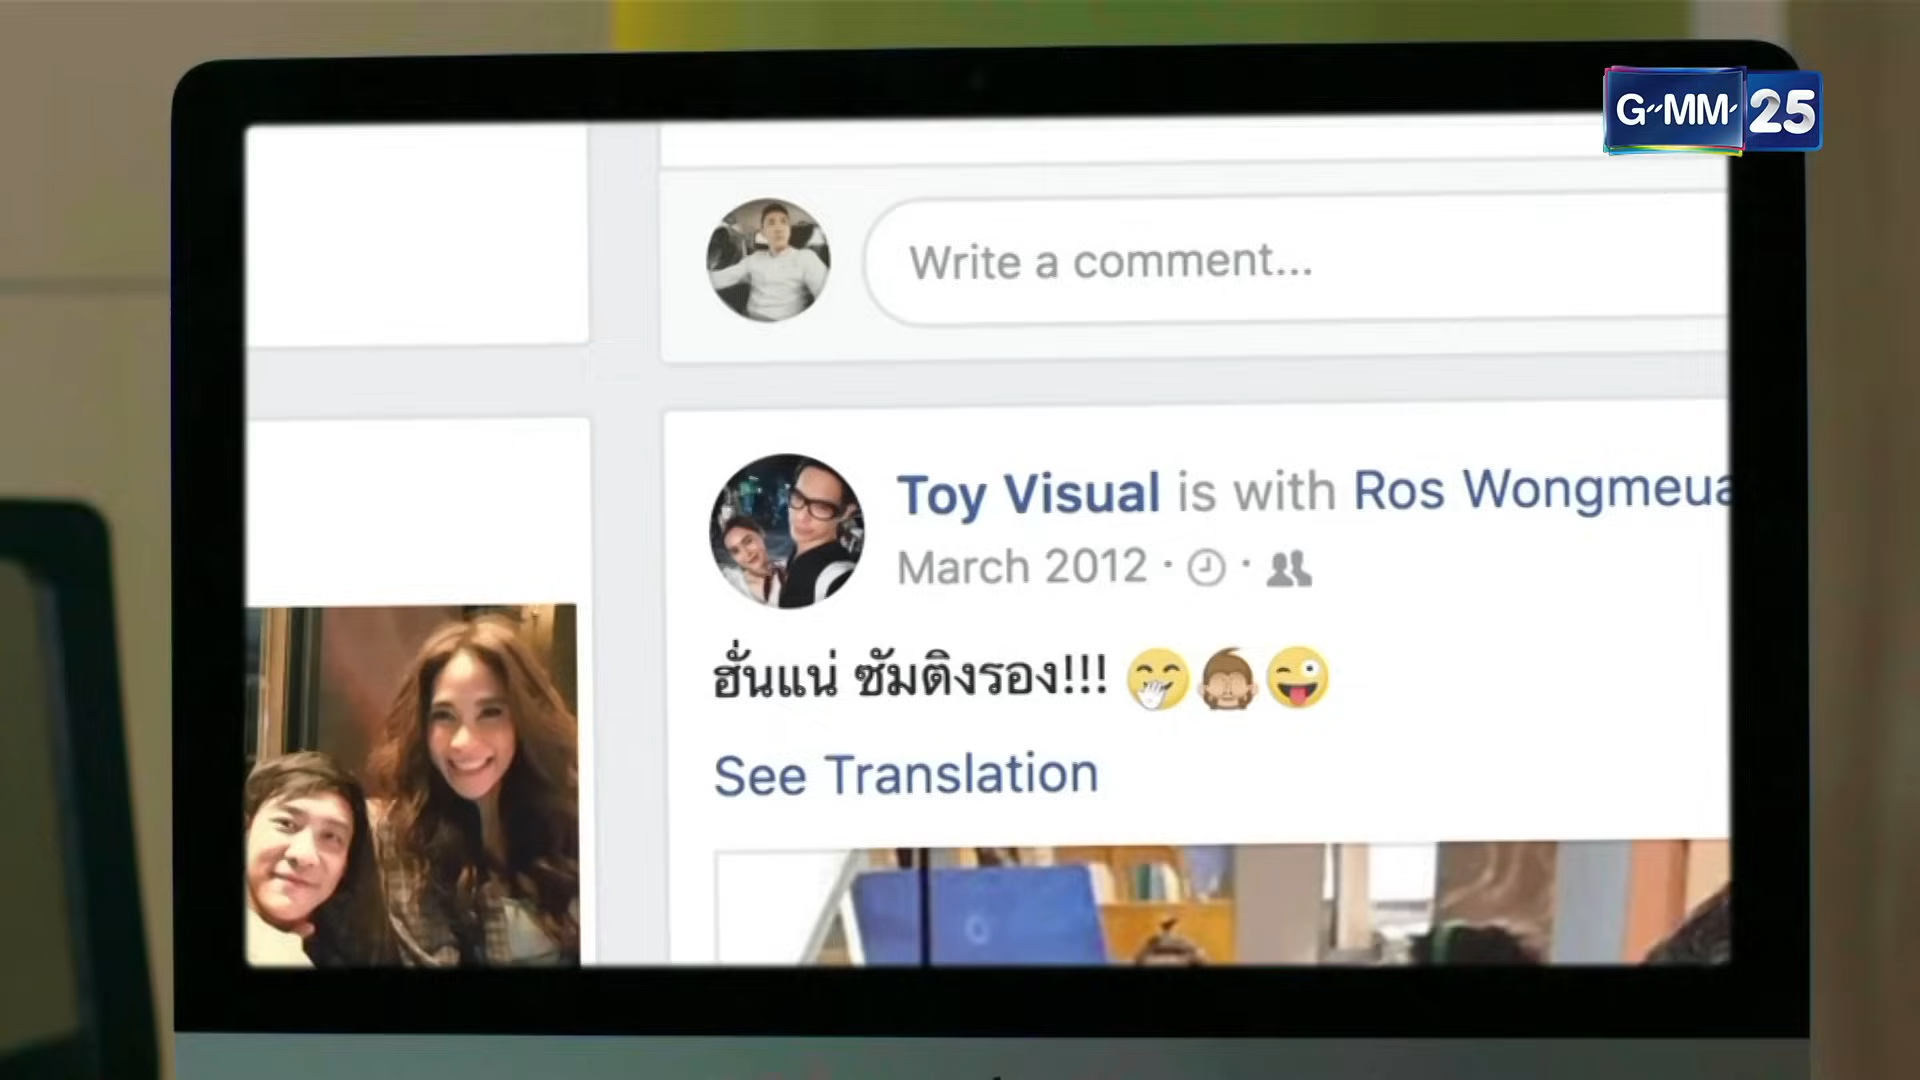 GMM 25
Write a comment...
Toy Visual is with Ros Wongmeua
March 2012
ฮั่นแน่ ซัมติงรอง!!!
See Translation